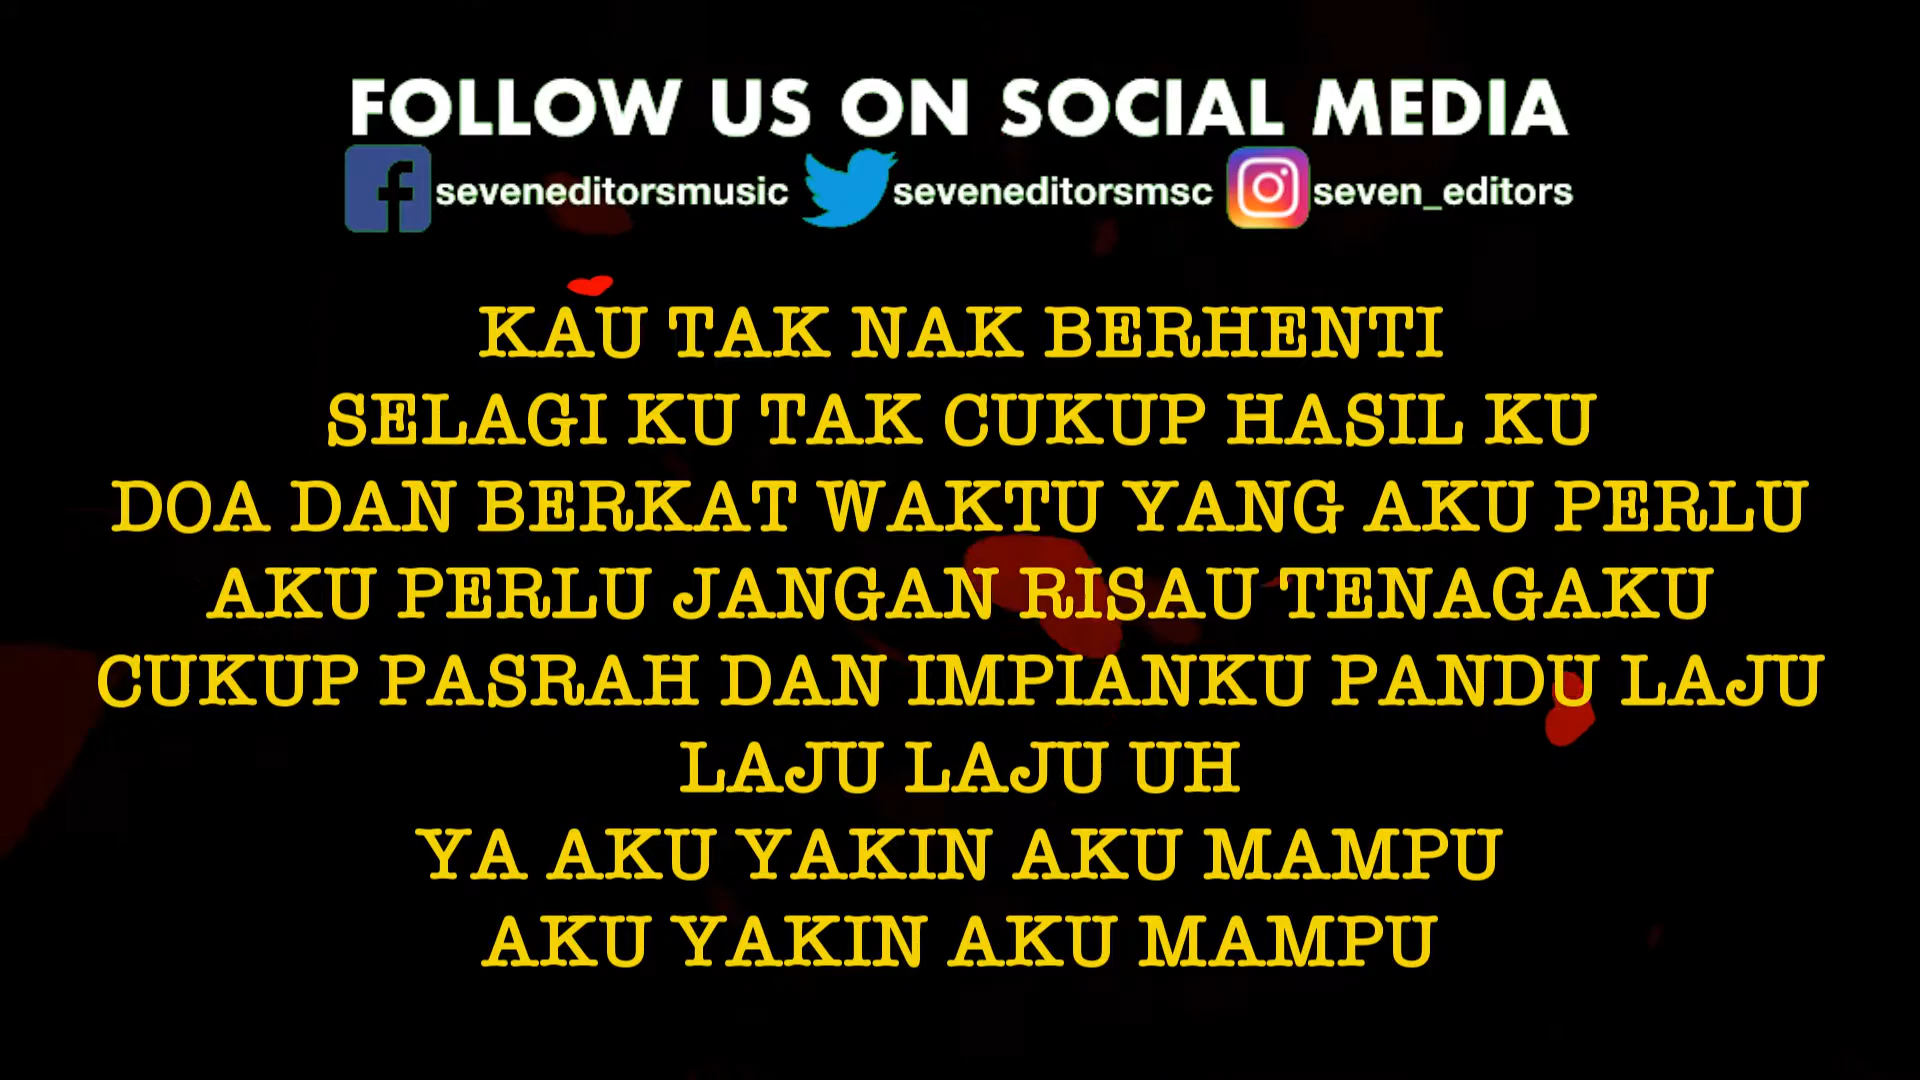 FOLLOW US ON SOCIAL MEDIA
seveneditorsmusic seveneditorsmsc seven_editors
KAU TAK NAK BERHENTI
SELAGI KU TAK CUKUP HASIL KU
DOA DAN BERKAT WAKTU YANG AKU PERLU
AKU PERLU JANGAN RISAU TENAGAKU
CUKUP PASRAH DAN IMPIANKU PANDU LAJU
LAJU LAJU UH
YA AKU YAKIN AKU MAMPU
AKU YAKIN AKU MAMPU